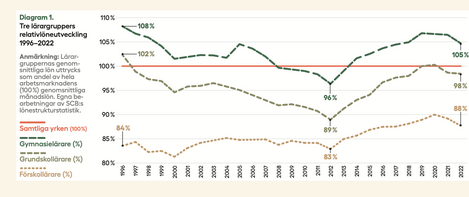 Diagram 1.
Tre lärargruppers
relativlöneutveckling
1996–2022
Anmärkning: Lärar-
gruppernas genom-
snittliga lön uttrycks
som andel av hela
arbetsmarknadens
(100%) genomsnittliga
månadslön. Egna be-
arbetningar av SCB:s
lönestrukturstatistik.
Samtliga yrken (100%)
Gymnasielärare (%)
Grundskollärare (%)
Förskollärare (%)
110%
105%
100%
95%
90%
85%
80%
108%
102%
84%
96%
89%
83%
105%
98%
88%
1996
1997
1998
1999
2000
2001
2002
2003
2004
2005
2006
2007
2008
2009
2010
2011
2012
2013
2014
2015
2016
2017
2018
2019
2020
2021
2022